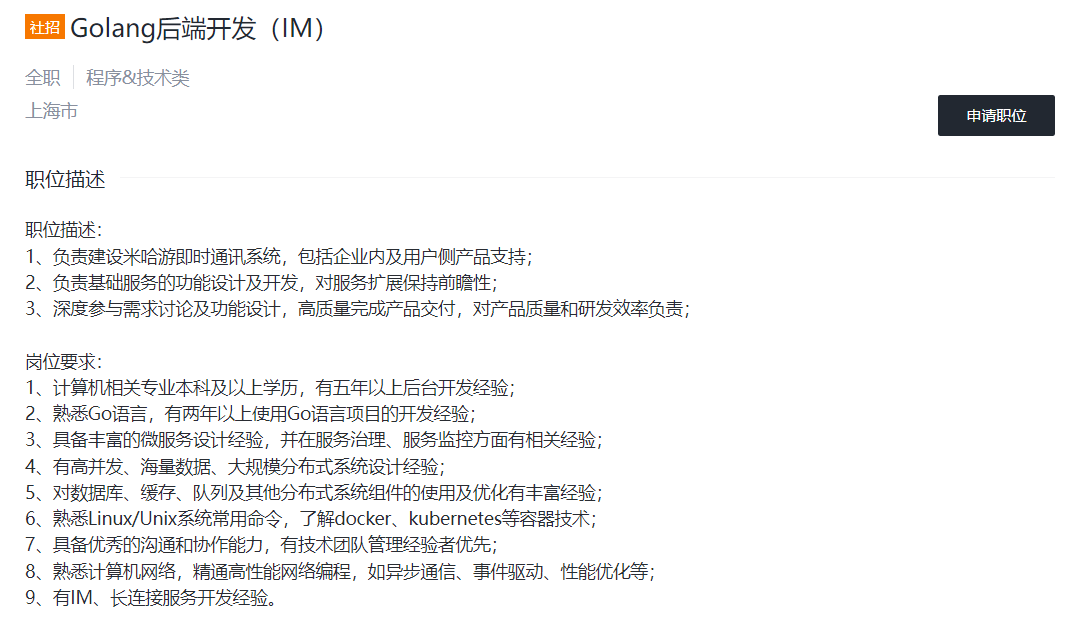 社招 Golang后端开发（IM）
全职 程序&技术类
上海市
申请职位
职位描述
职位描述：
1、负责建设米哈游即时通讯系统，包括企业内及用户侧产品支持；
2、负责基础服务的功能设计及开发，对服务扩展保持前瞻性；
3、深度参与需求讨论及功能设计，高质量完成产品交付，对产品质量和研发效率负责；
岗位要求：
1、计算机相关专业本科及以上学历，有五年以上后台开发经验；
2、熟悉Go语言，有两年以上使用Go语言项目的开发经验；
3、具备丰富的微服务设计经验，并在服务治理、服务监控方面有相关经验；
4、有高并发、海量数据、大规模分布式系统设计经验；
5、对数据库、缓存、队列及其他分布式系统组件的使用及优化有丰富经验；
6、熟悉Linux/Unix系统常用命令，了解docker、kubernetes等容器技术；
7、具备优秀的沟通和协作能力，有技术团队管理经验者优先；
8、熟悉计算机网络，精通高性能网络编程，如异步通信、事件驱动、性能优化等；
9、有IM、长连接服务开发经验。